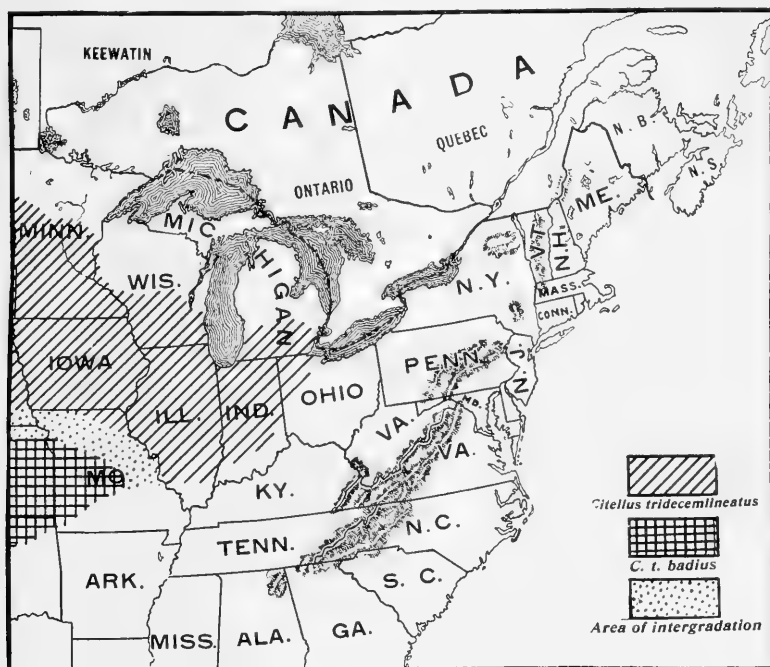 KEEWATIN
CANADA
QUEBEC
ONTARIO
N.B.
N.S.
ME.
N.H.
VT.
MASS.
CONN.
N.Y.
MINN.
MICHIGAN
WIS.
IOWA
ILL.
IND.
OHIO
PENN.
N.J.
MD.
VA.
VA.
MO
KY.
TENN.
N.C.
S. C.
ARK.
MISS.
ALA.
GA.
Citellus tridecemlineatus
C. t. badius
Area of intergradation